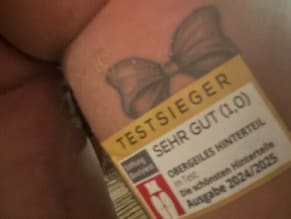 TESTSIEGER
SEHR GUT (1,0)
OBERGEILES HINTERTEIL
Im Test:
Die schönsten Hinterteile
Ausgabe 2024/2025